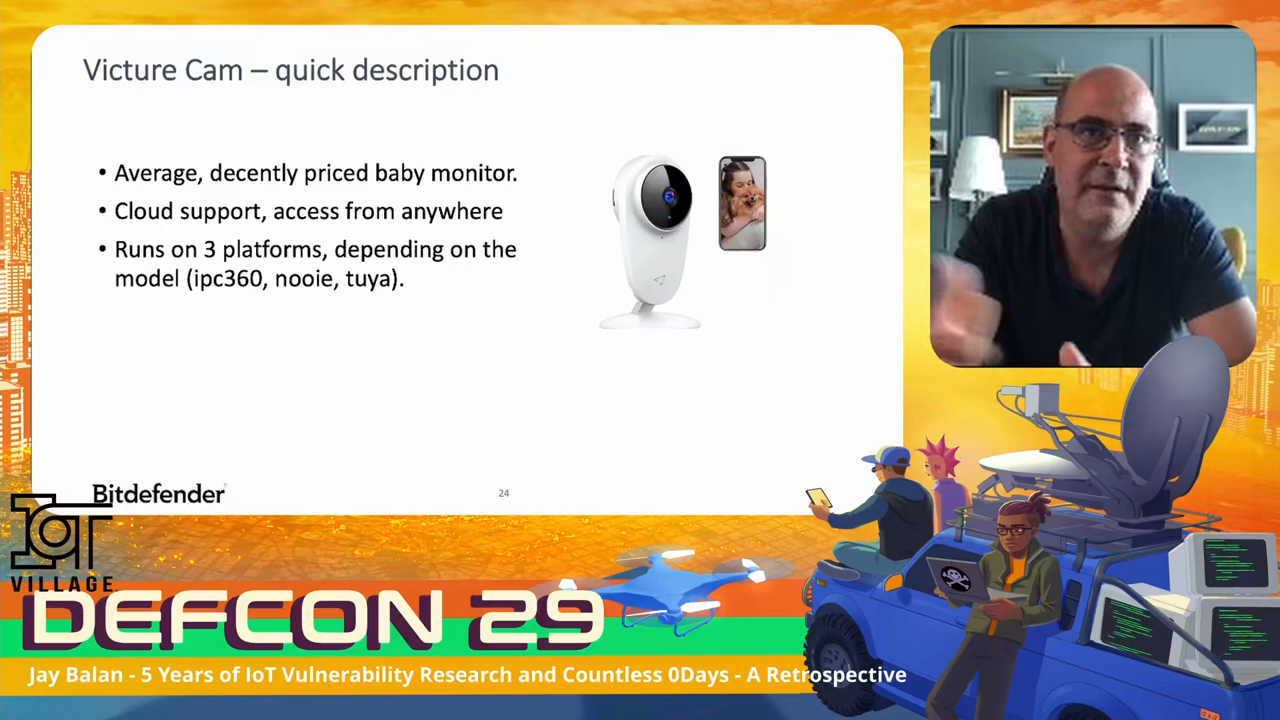 Victure Cam – quick description
• Average, decently priced baby monitor.
• Cloud support, access from anywhere
• Runs on 3 platforms, depending on the
model (ipc360, nooie, tuya).
Bitdefender
24
IoT
VILLAGE
DEFCON 29
Jay Balan - 5 Years of IoT Vulnerability Research and Countless 0Days - A Retrospective